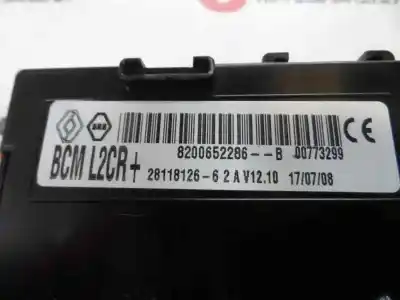 8200652286--B 00773299
BCM L2CR+ 28118126-6 2 A V12.10 17/07/08